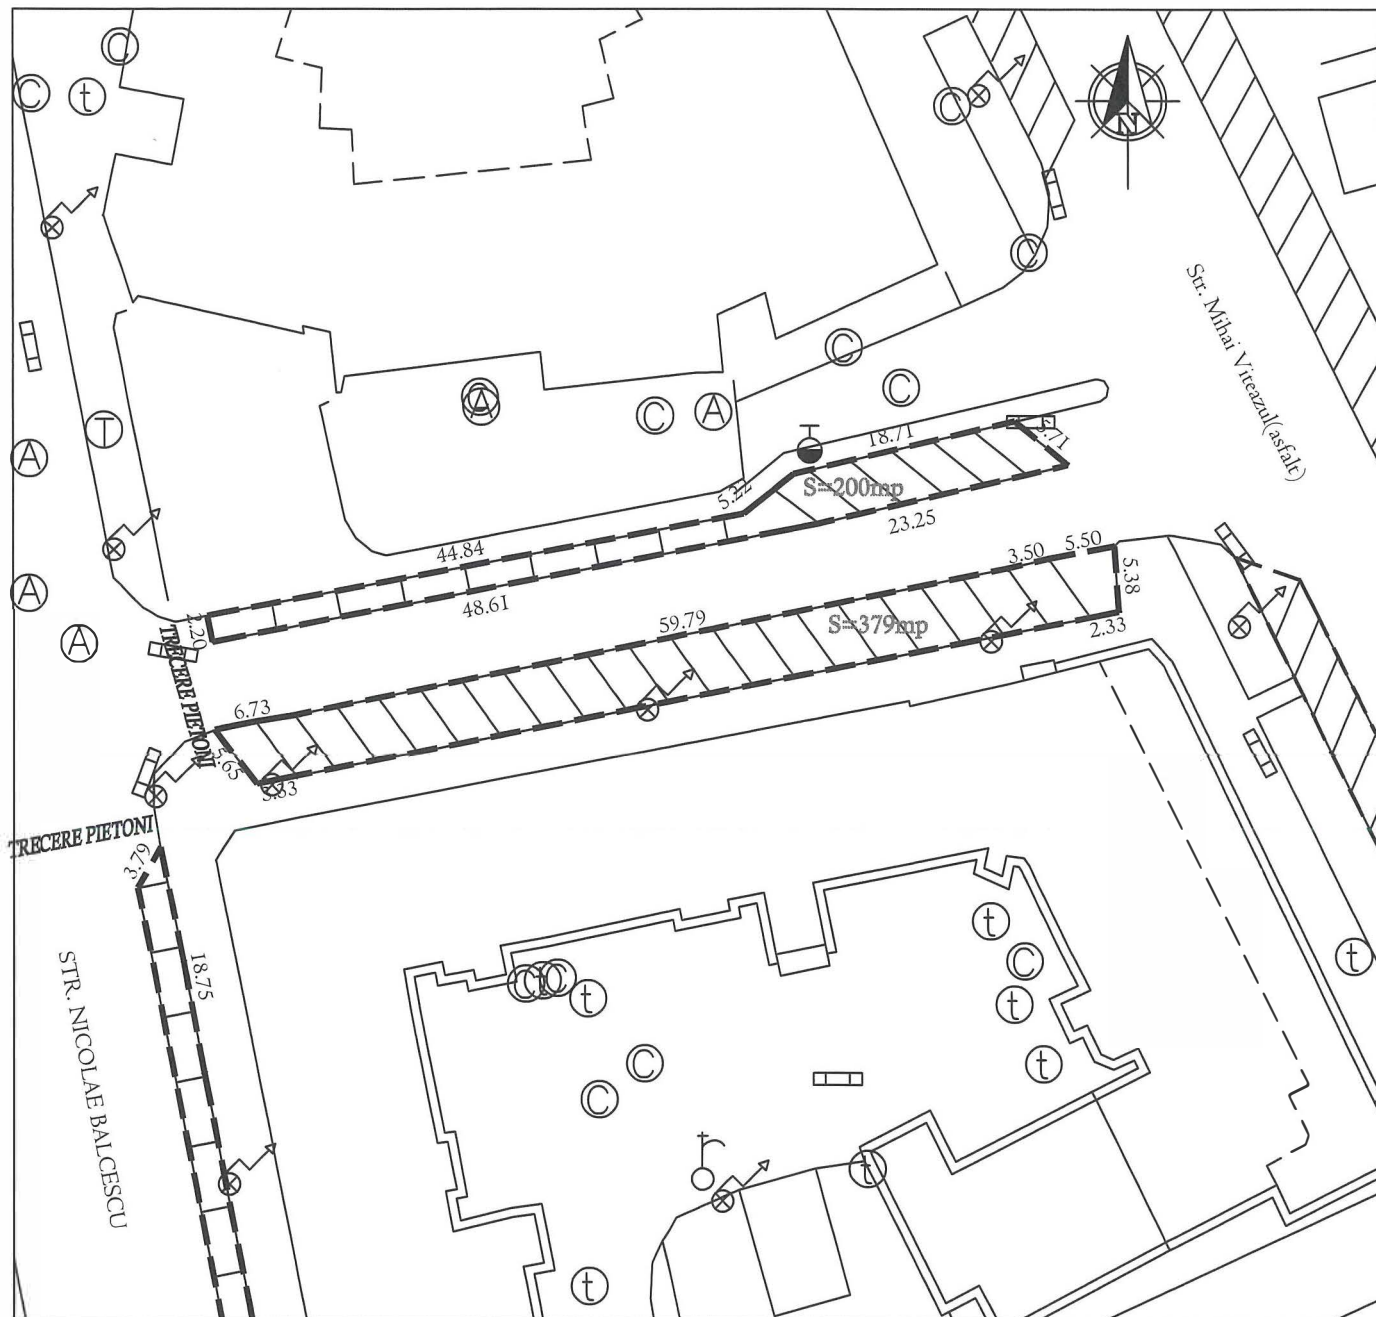 C
C
t
C
N
C
Str. Mihai Viteazul(asfalt)
C
C
A
C
A
T
18.71
A
S=200mp
23.25
5.22
44.84
48.61
3.50
5.50
5.38
A
2.20
A
59.79
S=379mp
2.33
TRECERE PIETONI
6.73
5.65
TRECERE PIETONI
3.79
18.75
STR. NICOLAE BALCESCU
t
C
t
C
t
C
t
t
C
t
C
t
t